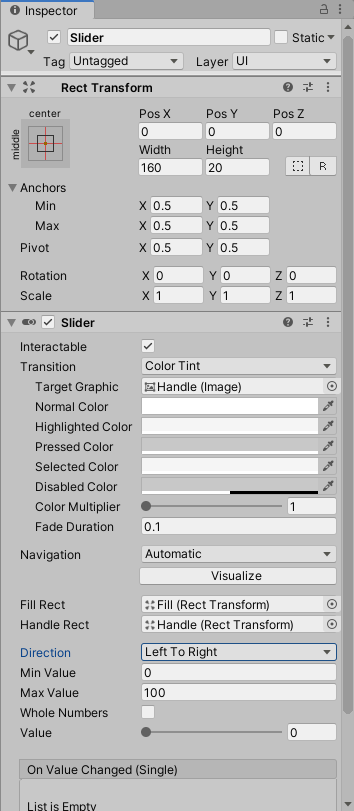 Inspector
Slider
Static
Tag Untagged Layer UI
Rect Transform
center
middle
Pos X Pos Y Pos Z
0 0 0
Width Height
160 20
R
Anchors
Min X 0.5 Y 0.5
Max X 0.5 Y 0.5
Pivot X 0.5 Y 0.5
Rotation X 0 Y 0 Z 0
Scale X 1 Y 1 Z 1
Slider
Interactable
Transition Color Tint
Target Graphic Handle (Image)
Normal Color
Highlighted Color
Pressed Color
Selected Color
Disabled Color
Color Multiplier 1
Fade Duration 0.1
Navigation Automatic
Visualize
Fill Rect Fill (Rect Transform)
Handle Rect Handle (Rect Transform)
Direction Left To Right
Min Value 0
Max Value 100
Whole Numbers
Value 0
On Value Changed (Single)
List is Empty